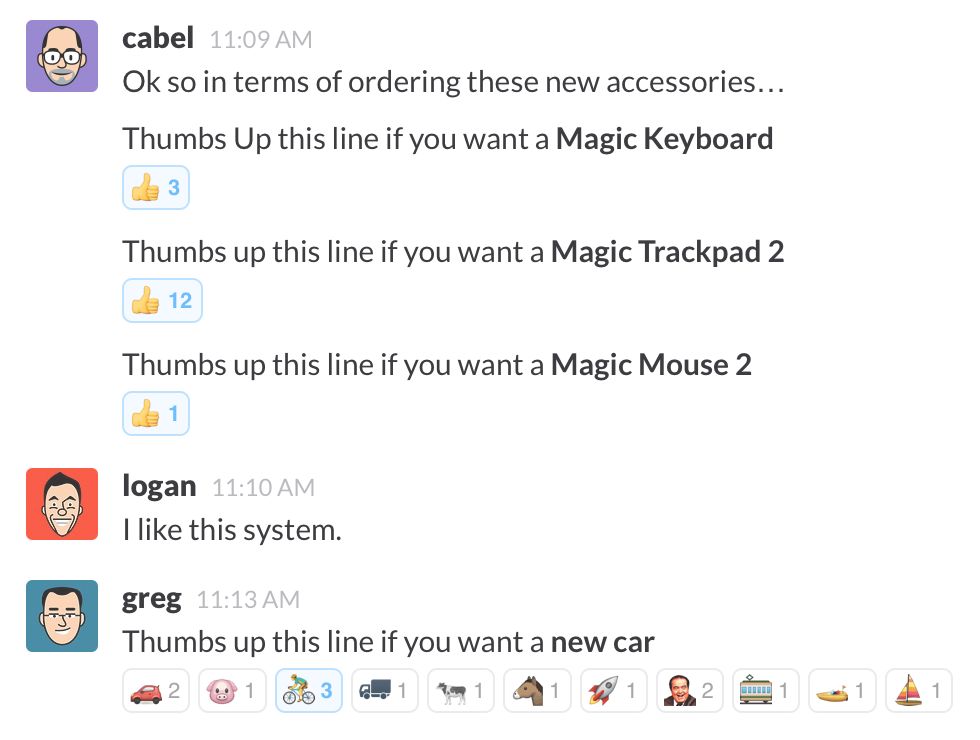 cabel 11:09 AM
Ok so in terms of ordering these new accessories…
Thumbs Up this line if you want a Magic Keyboard
3
Thumbs up this line if you want a Magic Trackpad 2
12
Thumbs up this line if you want a Magic Mouse 2
1
logan 11:10 AM
I like this system.
greg 11:13 AM
Thumbs up this line if you want a new car
2 1 3 1 1 1 1 2 1 1 1